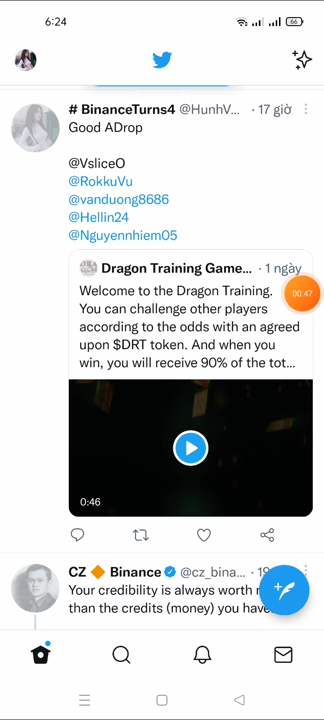 6:24
66
# BinanceTurns4 @HunhV... · 17 giờ
Good ADrop
@VsliceO
@RokkuVu
@vanduong8686
@Hellin24
@Nguyennhiem05
Dragon Training Game... · 1 ngày
Welcome to the Dragon Training.
You can challenge other players
according to the odds with an agreed
upon $DRT token. And when you
win, you will receive 90% of the tot...
00:47
0:46
CZ 🔶 Binance @cz_bina... · 19
Your credibility is always worth
than the credits (money) you have